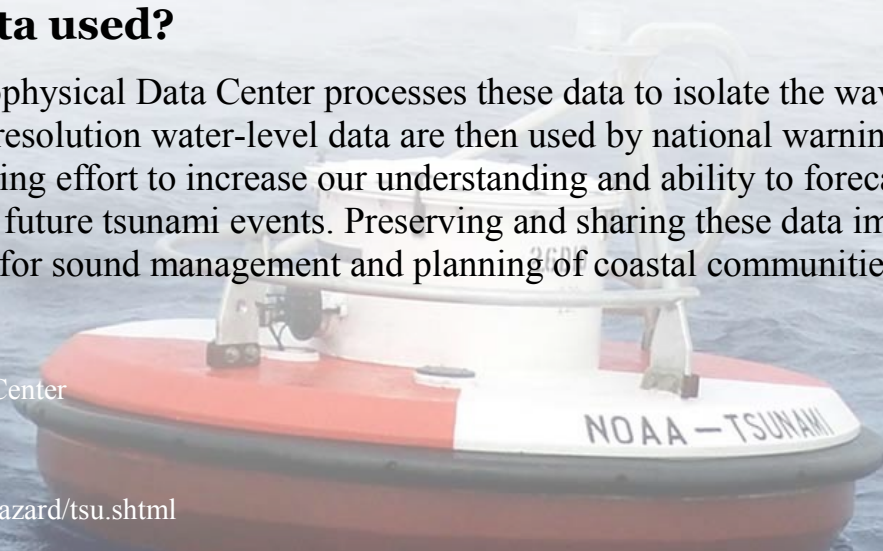 ta used?
physical Data Center processes these data to isolate the wav
resolution water-level data are then used by national warnin
ing effort to increase our understanding and ability to foreca
future tsunami events. Preserving and sharing these data im
for sound management and planning of coastal communitie
Center
NOAA – TSUNAMI
azard/tsu.shtml